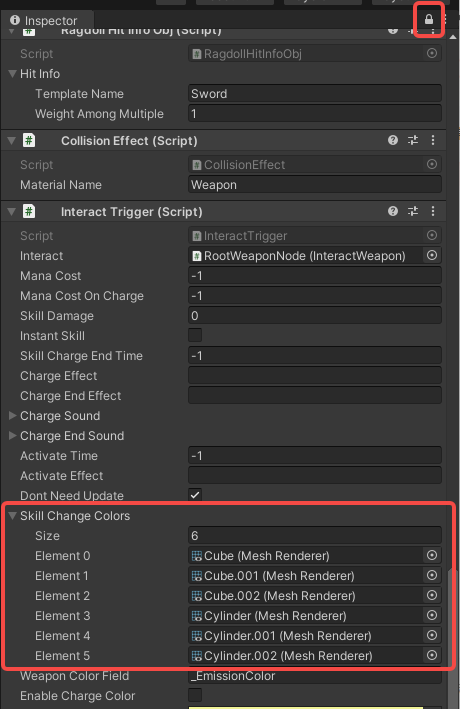 Inspector
Ragdoll Hit Info Obj (Script)
Script RagdollHitInfoObj
Hit Info
Template Name Sword
Weight Among Multiple 1
# Collision Effect (Script)
Script CollisionEffect
Material Name Weapon
# Interact Trigger (Script)
Script InteractTrigger
Interact RootWeaponNode (InteractWeapon)
Mana Cost -1
Mana Cost On Charge -1
Skill Damage 0
Instant Skill
Skill Charge End Time -1
Charge Effect
Charge End Effect
Charge Sound
Charge End Sound
Activate Time -1
Activate Effect
Dont Need Update
Skill Change Colors
Size 6
Element 0 Cube (Mesh Renderer)
Element 1 Cube.001 (Mesh Renderer)
Element 2 Cube.002 (Mesh Renderer)
Element 3 Cylinder (Mesh Renderer)
Element 4 Cylinder.001 (Mesh Renderer)
Element 5 Cylinder.002 (Mesh Renderer)
Weapon Color Field _EmissionColor
Enable Charge Color